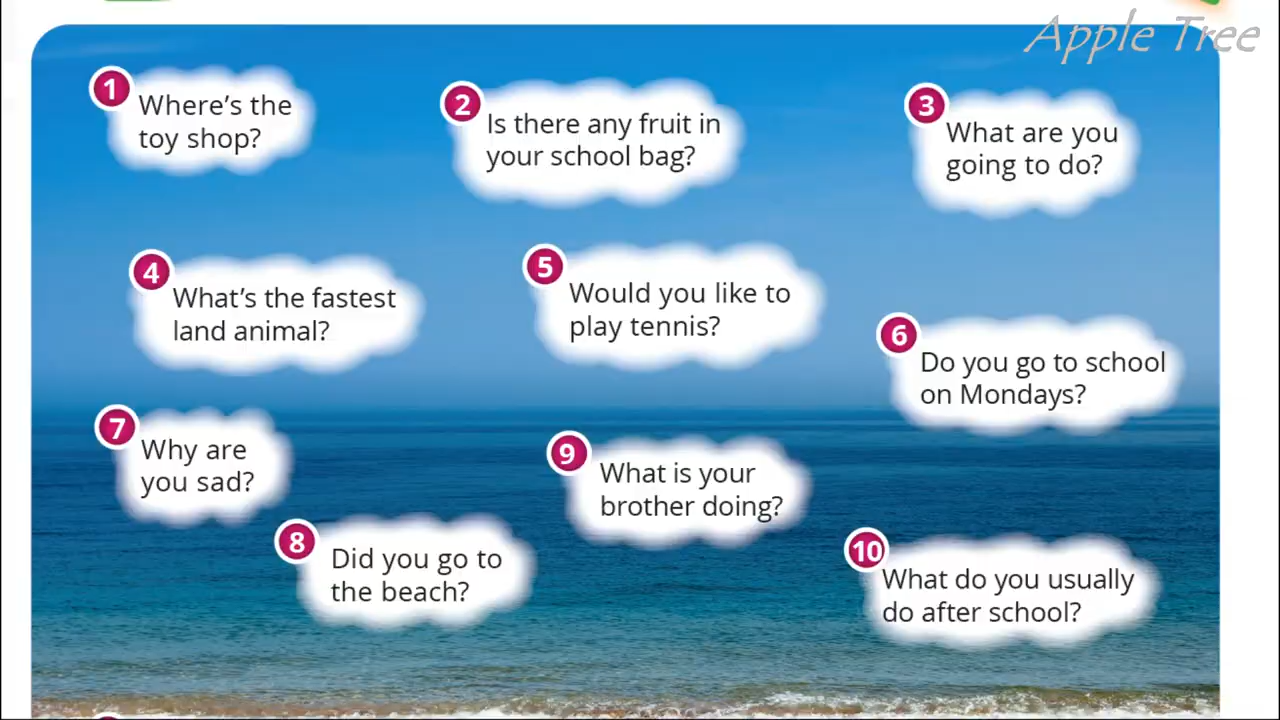 Apple Tree
1
Where's the
toy shop?
2
Is there any fruit in
your school bag?
3
What are you
going to do?
4
What's the fastest
land animal?
5
Would you like to
play tennis?
6
Do you go to school
on Mondays?
7
Why are
you sad?
8
Did you go to
the beach?
9
What is your
brother doing?
10
What do you usually
do after school?